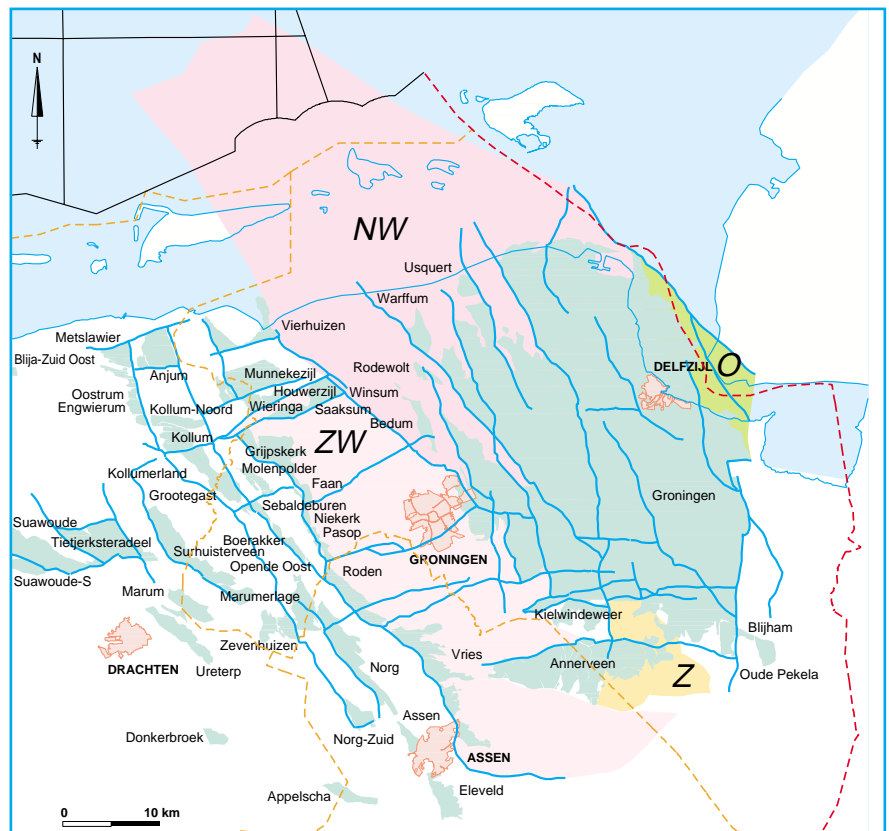 N
NW
Usquert
Warffum
Vierhuizen
Metslawier
Blija-Zuid Oost
Anjum
Munnekezijl
Rodewolt
DELFZIJL
O
Oostrum
Engwierum
Houwerzijl
Winsum
Kollum-Noord
Wieringa
Saaksum
Bedum
Kollum
ZW
Grijpskerk
Molenpolder
Kollumerland
Faan
Grootegast
Sebaldeburen
Groningen
Niekerk
Pasop
Suawoude
Tietjerksteradeel
Boerakker
Surhuisterveen
GRONINGEN
Opende Oost
Roden
Suawoude-S
Marum
Marumerlage
Kielwindeweer
Blijham
Zevenhuizen
DRACHTEN
Ureterp
Norg
Vries
Annerveen
Z
Oude Pekela
Assen
Donkerbroek
Norg-Zuid
ASSEN
Eleveld
Appelscha
0 10 km